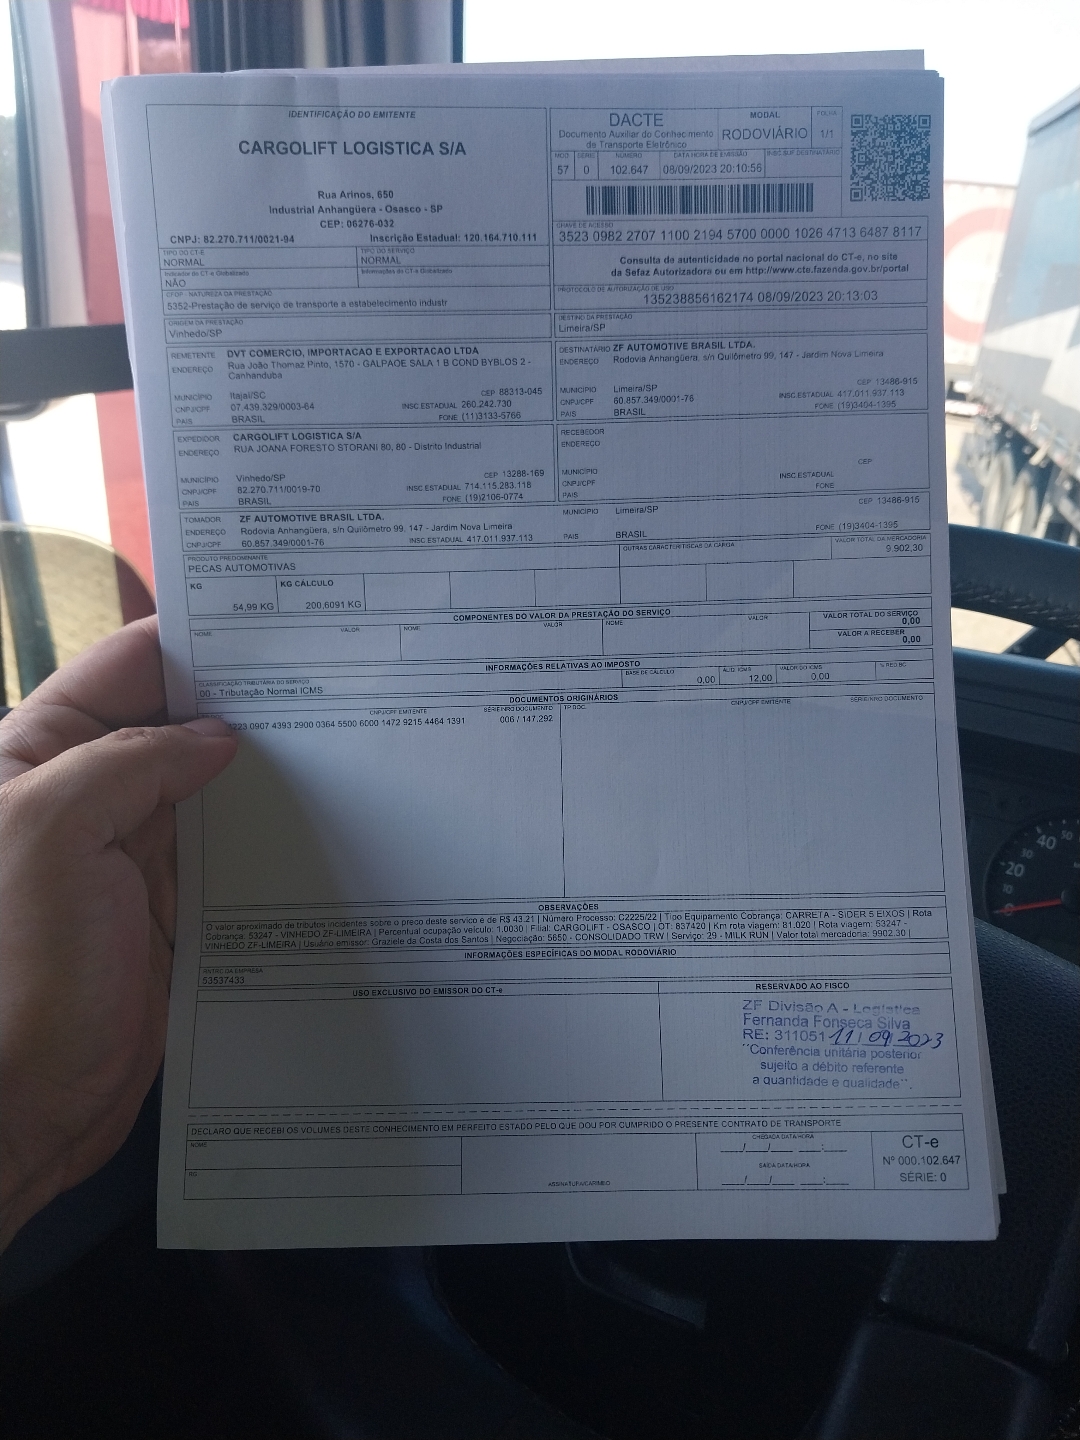 IDENTIFICAÇÃO DO EMITENTE
CARGOLIFT LOGISTICA S/A
Rua Arinos, 650
Industrial Anhangüera - Osasco - SP
CEP: 06276-032
CNPJ: 82.270.711/0021-94 Inscrição Estadual: 120.164.710.111
DACTE
Documento Auxiliar do Conhecimento
de Transporte Eletrônico
MODAL
RODOVIÁRIO
FOLHA
1/1
MOD SÉRIE NÚMERO DATA HORA DE EMISSÃO INSC.SUF. DESTINATÁRIO
57 0 102.647 08/09/2023 20:10:56
CHAVE DE ACESSO
3523 0982 2707 1100 2194 5700 0000 1026 4713 6487 8117
Consulta de autenticidade no portal nacional do CT-e, no site
da Sefaz Autorizadora ou em http://www.cte.fazenda.gov.br/portal
PROTOCOLO DE AUTORIZAÇÃO DE USO
135238856162174 08/09/2023 20:13:03
TIPO DO CT-E TIPO DO SERVIÇO
NORMAL NORMAL
Indicador do CT-e Globalizado Informações do CT-e Globalizado
NÃO
CFOP - NATUREZA DA PRESTAÇÃO
5352-Prestação de serviço de transporte a estabelecimento industr
ORIGEM DA PRESTAÇÃO
Vinhedo/SP
DESTINO DA PRESTAÇÃO
Limeira/SP
REMETENTE DVT COMERCIO, IMPORTACAO E EXPORTACAO LTDA
ENDEREÇO Rua João Thomaz Pinto, 1570 - GALPAOE SALA 1 B COND BYBLOS 2 -
Canhanduba
MUNICÍPIO Itajaí/SC CEP 88313-045
CNPJ/CPF 07.439.329/0003-64 INSC.ESTADUAL 260.242.730
PAÍS BRASIL FONE (11)3133-5766
DESTINATÁRIO ZF AUTOMOTIVE BRASIL LTDA.
ENDEREÇO Rodovia Anhangüera, s/n Quilômetro 99, 147 - Jardim Nova Limeira
MUNICÍPIO Limeira/SP CEP 13486-915
CNPJ/CPF 60.857.349/0001-76 INSC.ESTADUAL 417.011.937.113
PAÍS BRASIL FONE (19)3404-1395
EXPEDIDOR CARGOLIFT LOGISTICA S/A
ENDEREÇO RUA JOANA FORESTO STORANI 80, 80 - Distrito Industrial
MUNICÍPIO Vinhedo/SP CEP 13288-169
CNPJ/CPF 82.270.711/0019-70 INSC.ESTADUAL 714.115.283.118
PAÍS BRASIL FONE (19)2106-0774
RECEBEDOR
ENDEREÇO
CEP
MUNICÍPIO
CNPJ/CPF INSC ESTADUAL
PAÍS FONE
TOMADOR ZF AUTOMOTIVE BRASIL LTDA. MUNICÍPIO Limeira/SP CEP 13486-915
ENDEREÇO Rodovia Anhangüera, s/n Quilômetro 99, 147 - Jardim Nova Limeira
CNPJ/CPF 60.857.349/0001-76 INSC.ESTADUAL 417.011.937.113 PAÍS BRASIL FONE (19)3404-1395
PRODUTO PREDOMINANTE OUTRAS CARACTERÍSTICAS DA CARGA VALOR TOTAL DA MERCADORIA
PECAS AUTOMOTIVAS 9.902,30
KG KG CÁLCULO
54,99 KG 200,6091 KG
COMPONENTES DO VALOR DA PRESTAÇÃO DO SERVIÇO
NOME VALOR NOME VALOR NOME VALOR
VALOR TOTAL DO SERVIÇO
0,00
VALOR A RECEBER
0,00
INFORMAÇÕES RELATIVAS AO IMPOSTO
CLASSIFICAÇÃO TRIBUTÁRIA DO SERVIÇO BASE DE CÁLCULO ALÍQ. ICMS VALOR DO ICMS % RED.BC
00 - Tributação Normal ICMS 0,00 12,00 0,00
DOCUMENTOS ORIGINÁRIOS
CNPJ/CPF EMITENTE SÉRIE/NRO DOCUMENTO TP DOC. CNPJ/CPF EMITENTE SÉRIE/NRO DOCUMENTO
223 0907 4393 2900 0364 5500 6000 1472 9215 4464 1391 006 / 147.292
OBSERVAÇÕES
O valor aproximado de tributos incidentes sobre o preço deste serviço é de R$ 43,21 | Número Processo: C2225/22 | Tipo Equipamento Cobrança: CARRETA - SIDER 5 EIXOS | Rota
Cobrança: 53247 - VINHEDO ZF-LIMEIRA | Percentual ocupação veículo: 1,0030 | Filial: CARGOLIFT - OSASCO | OT: 837420 | Km rota viagem: 81.020 | Rota viagem: 53247 -
VINHEDO ZF-LIMEIRA | Usuário emissor: Graziele da Costa dos Santos | Negociação: 5650 - CONSOLIDADO TRW | Serviço: 29 - MILK RUN | Valor total mercadoria: 9902.30 |
INFORMAÇÕES ESPECÍFICAS DO MODAL RODOVIÁRIO
RNTRC DA EMPRESA
53537433
USO EXCLUSIVO DO EMISSOR DO CT-e RESERVADO AO FISCO
ZF Divisão A - Logística
Fernanda Fonseca Silva
RE: 311051 11/09/2023
"Conferência unitária posterior
sujeito a débito referente
a quantidade e qualidade".
DECLARO QUE RECEBI OS VOLUMES DESTE CONHECIMENTO EM PERFEITO ESTADO PELO QUE DOU POR CUMPRIDO O PRESENTE CONTRATO DE TRANSPORTE
NOME
RG
ASSINATURA/CARIMBO
CHEGADA DATA/HORA
SAÍDA DATA/HORA
CT-e
Nº 000.102.647
SÉRIE: 0
40
50
30
20
10
0